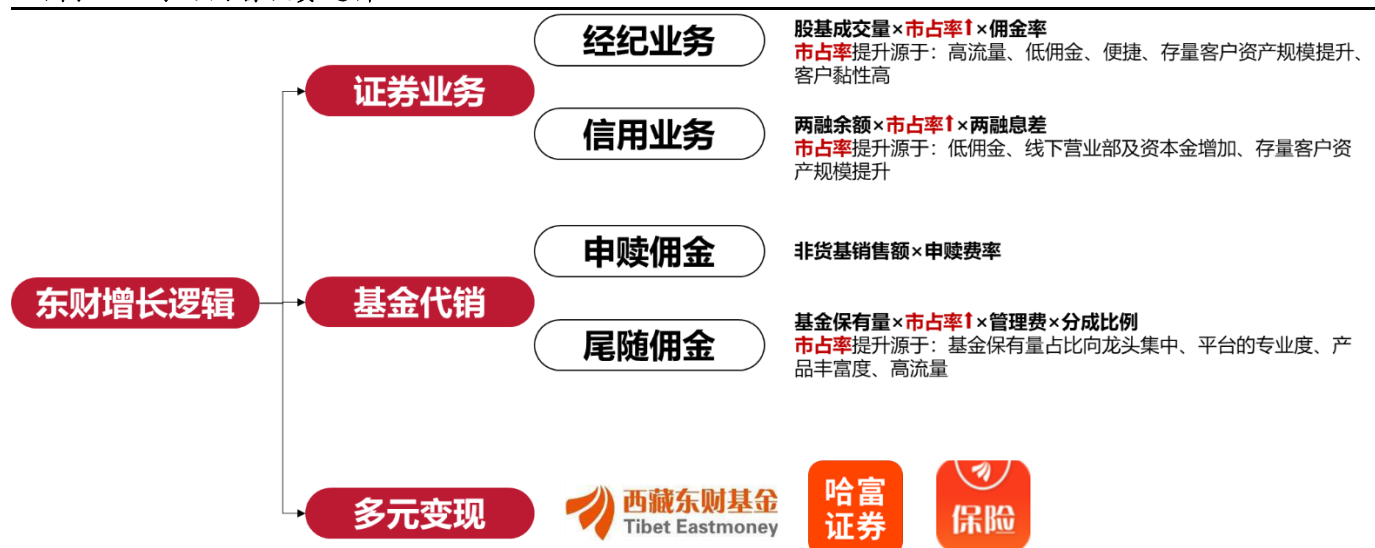 经纪业务
股基成交量×市占率↑×佣金率
市占率提升源于：高流量、低佣金、便捷、存量客户资产规模提升、
客户黏性高
证券业务
信用业务
两融余额×市占率↑×两融息差
市占率提升源于：低佣金、线下营业部及资本金增加、存量客户资
产规模提升
申赎佣金
非货基销售额×申赎费率
东财增长逻辑
基金代销
尾随佣金
基金保有量×市占率↑×管理费×分成比例
市占率提升源于：基金保有量占比向龙头集中、平台的专业度、产
品丰富度、高流量
多元变现
西藏东财基金
Tibet Eastmoney
哈富
证券
保险